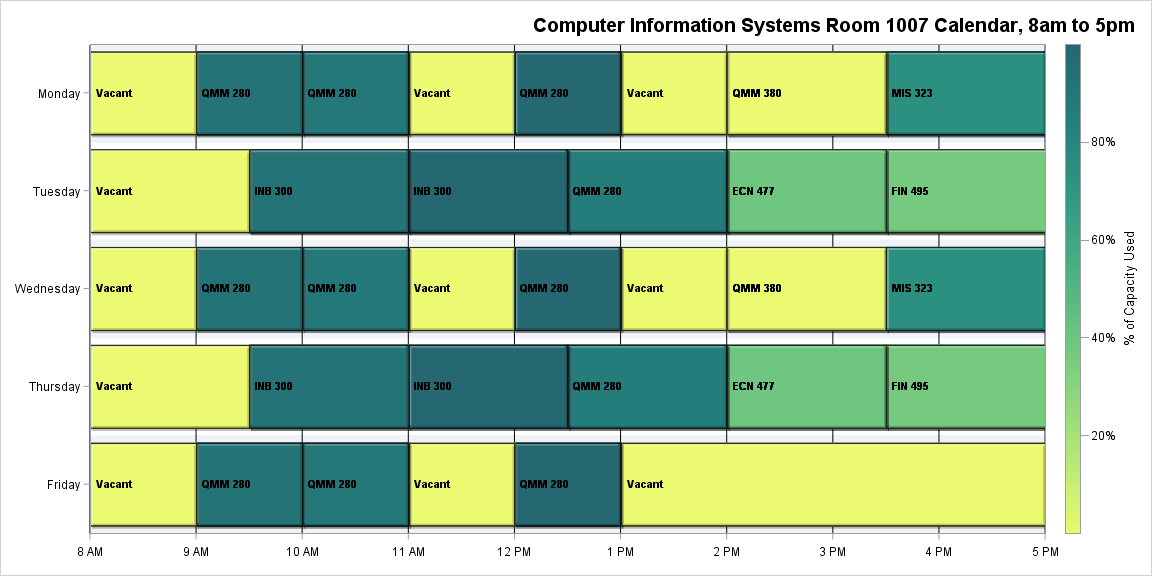 Computer Information Systems Room 1007 Calendar, 8am to 5pm
Monday
Vacant
QMM 280
QMM 280
Vacant
QMM 280
Vacant
QMM 380
MIS 323
Tuesday
Vacant
INB 300
INB 300
QMM 280
ECN 477
FIN 495
Wednesday
Vacant
QMM 280
QMM 280
Vacant
QMM 280
Vacant
QMM 380
MIS 323
Thursday
Vacant
INB 300
INB 300
QMM 280
ECN 477
FIN 495
Friday
Vacant
QMM 280
QMM 280
Vacant
QMM 280
Vacant
8 AM
9 AM
10 AM
11 AM
12 PM
1 PM
2 PM
3 PM
4 PM
5 PM
80%
60%
40%
20%
% of Capacity Used